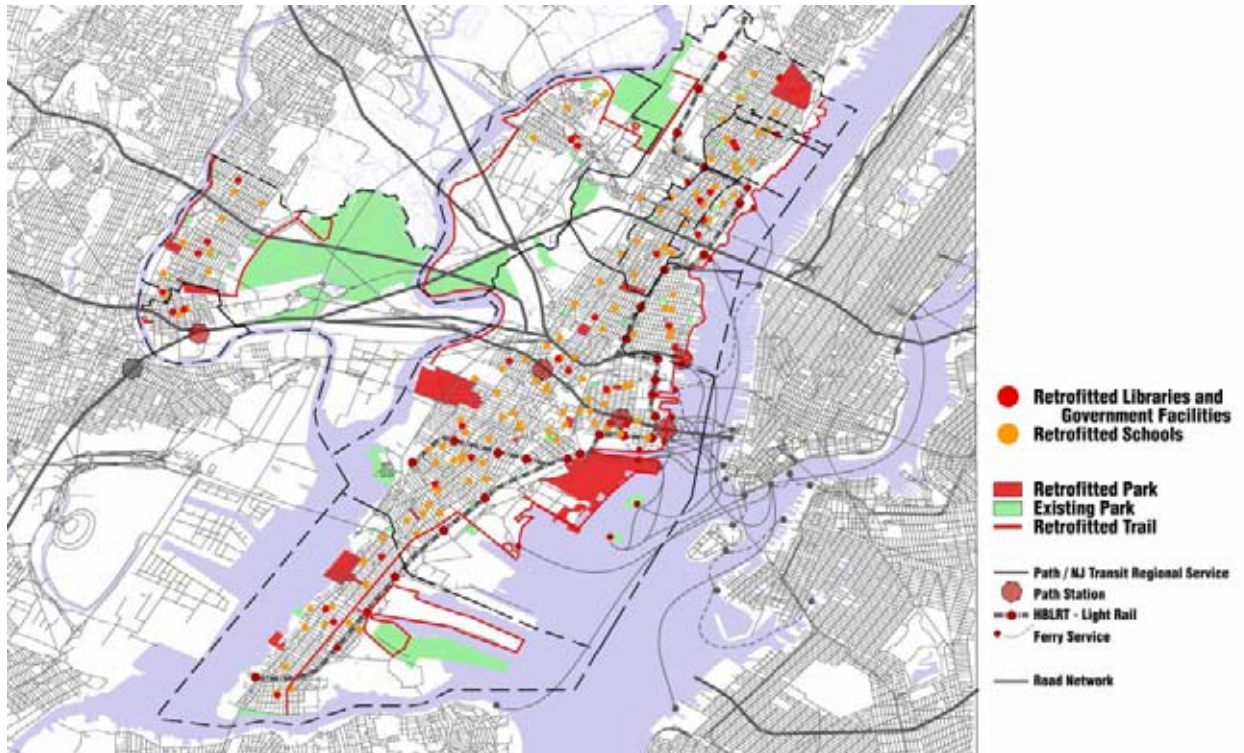 Retrofitted Libraries and
Government Facilities
Retrofitted Schools
Retrofitted Park
Existing Park
Retrofitted Trail
Path / NJ Transit Regional Service
Path Station
HBLRT - Light Rail
Ferry Service
Road Network